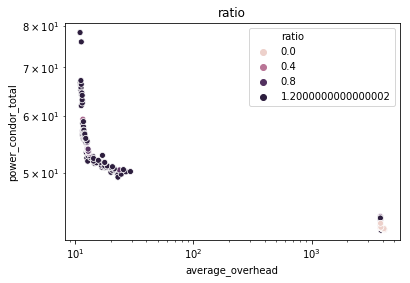 ratio
8 × 10¹
7 × 10¹
6 × 10¹
5 × 10¹
power_condor_total
ratio
0.0
0.4
0.8
1.2000000000000002
10¹
10²
10³
average_overhead